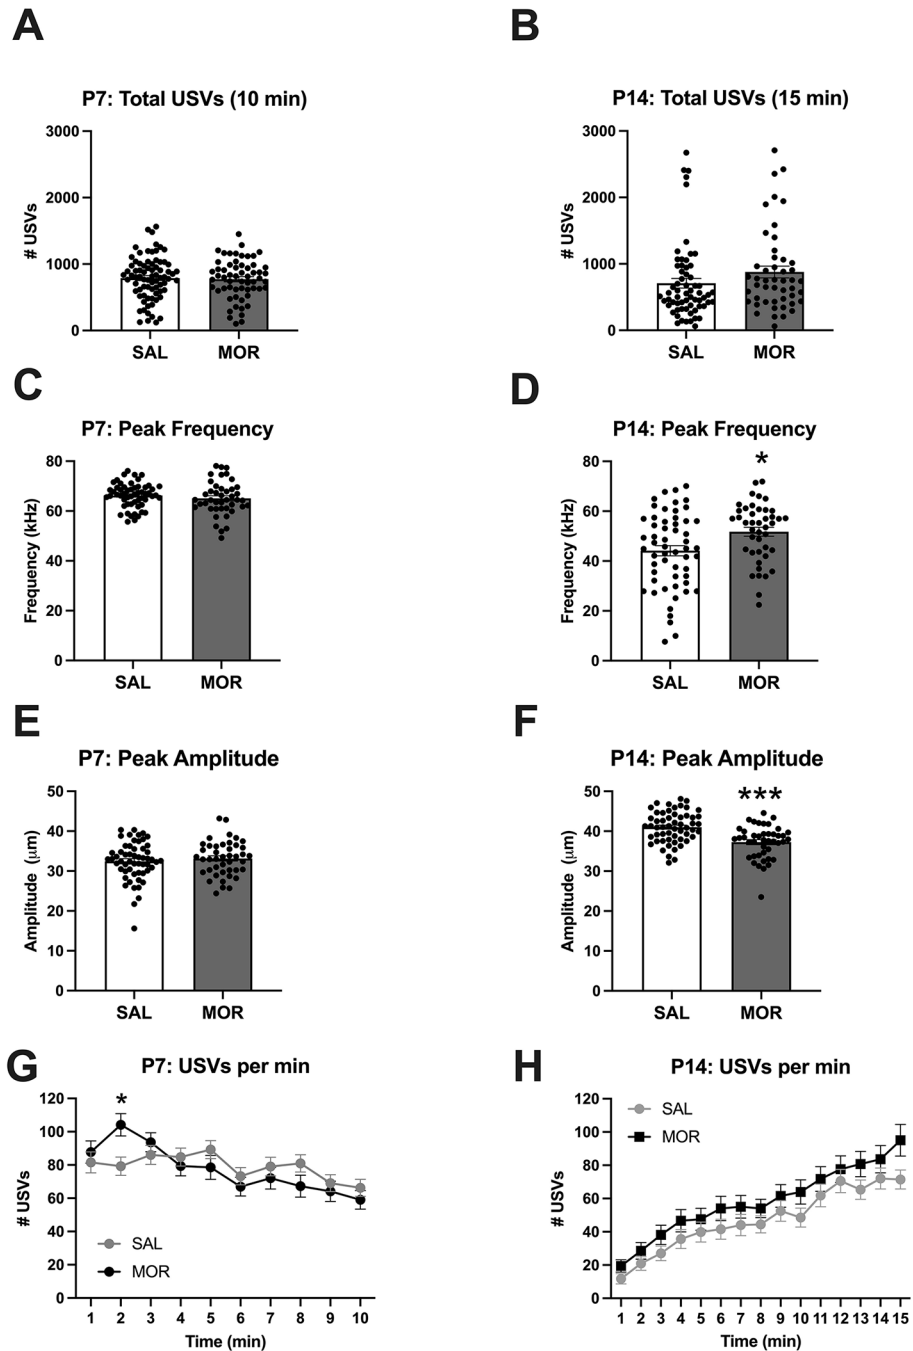 A
B
P7: Total USVs (10 min)
P14: Total USVs (15 min)
# USVs
3000
2000
1000
0
SAL
MOR
# USVs
3000
2000
1000
0
SAL
MOR
C
D
P7: Peak Frequency
P14: Peak Frequency
Frequency (kHz)
80
60
40
20
0
SAL
MOR
*
Frequency (kHz)
80
60
40
20
0
SAL
MOR
E
F
P7: Peak Amplitude
P14: Peak Amplitude
Amplitude (μm)
50
40
30
20
10
0
SAL
MOR
***
Amplitude (μm)
50
40
30
20
10
0
SAL
MOR
G
H
P7: USVs per min
P14: USVs per min
# USVs
120
100
80
60
40
20
0
*
SAL
MOR
1 2 3 4 5 6 7 8 9 10
Time (min)
# USVs
120
100
80
60
40
20
0
SAL
MOR
1 2 3 4 5 6 7 8 9 10 11 12 13 14 15
Time (min)